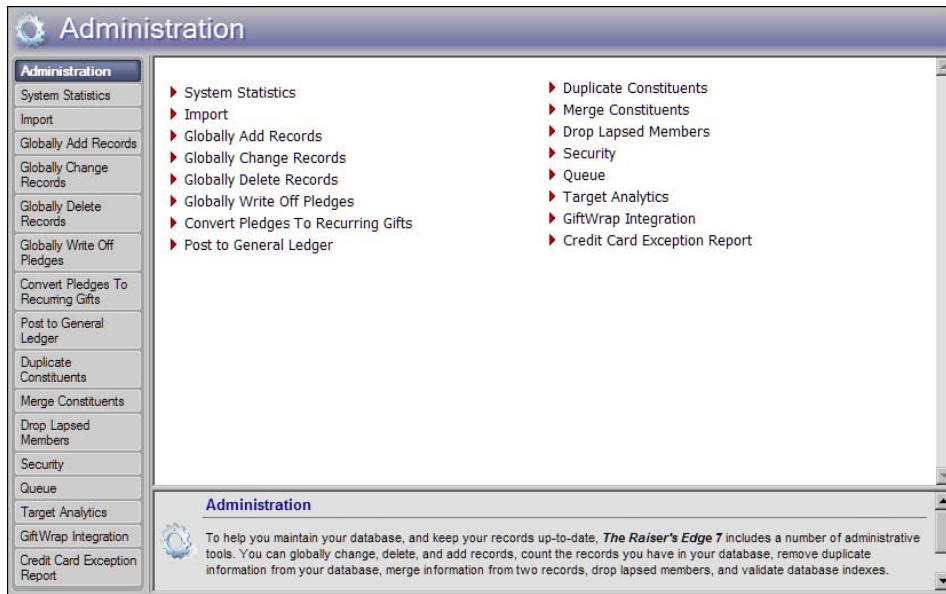 Administration
Administration
System Statistics
Import
Globally Add Records
Globally Change
Records
Globally Delete
Records
Globally Write Off
Pledges
Convert Pledges To
Recurring Gifts
Post to General
Ledger
Duplicate
Constituents
Merge Constituents
Drop Lapsed
Members
Security
Queue
Target Analytics
GiftWrap Integration
Credit Card Exception
Report
System Statistics
Import
Globally Add Records
Globally Change Records
Globally Delete Records
Globally Write Off Pledges
Convert Pledges To Recurring Gifts
Post to General Ledger
Duplicate Constituents
Merge Constituents
Drop Lapsed Members
Security
Queue
Target Analytics
GiftWrap Integration
Credit Card Exception Report
Administration
To help you maintain your database, and keep your records up-to-date, The Raiser's Edge 7 includes a number of administrative
tools. You can globally change, delete, and add records, count the records you have in your database, remove duplicate
information from your database, merge information from two records, drop lapsed members, and validate database indexes.